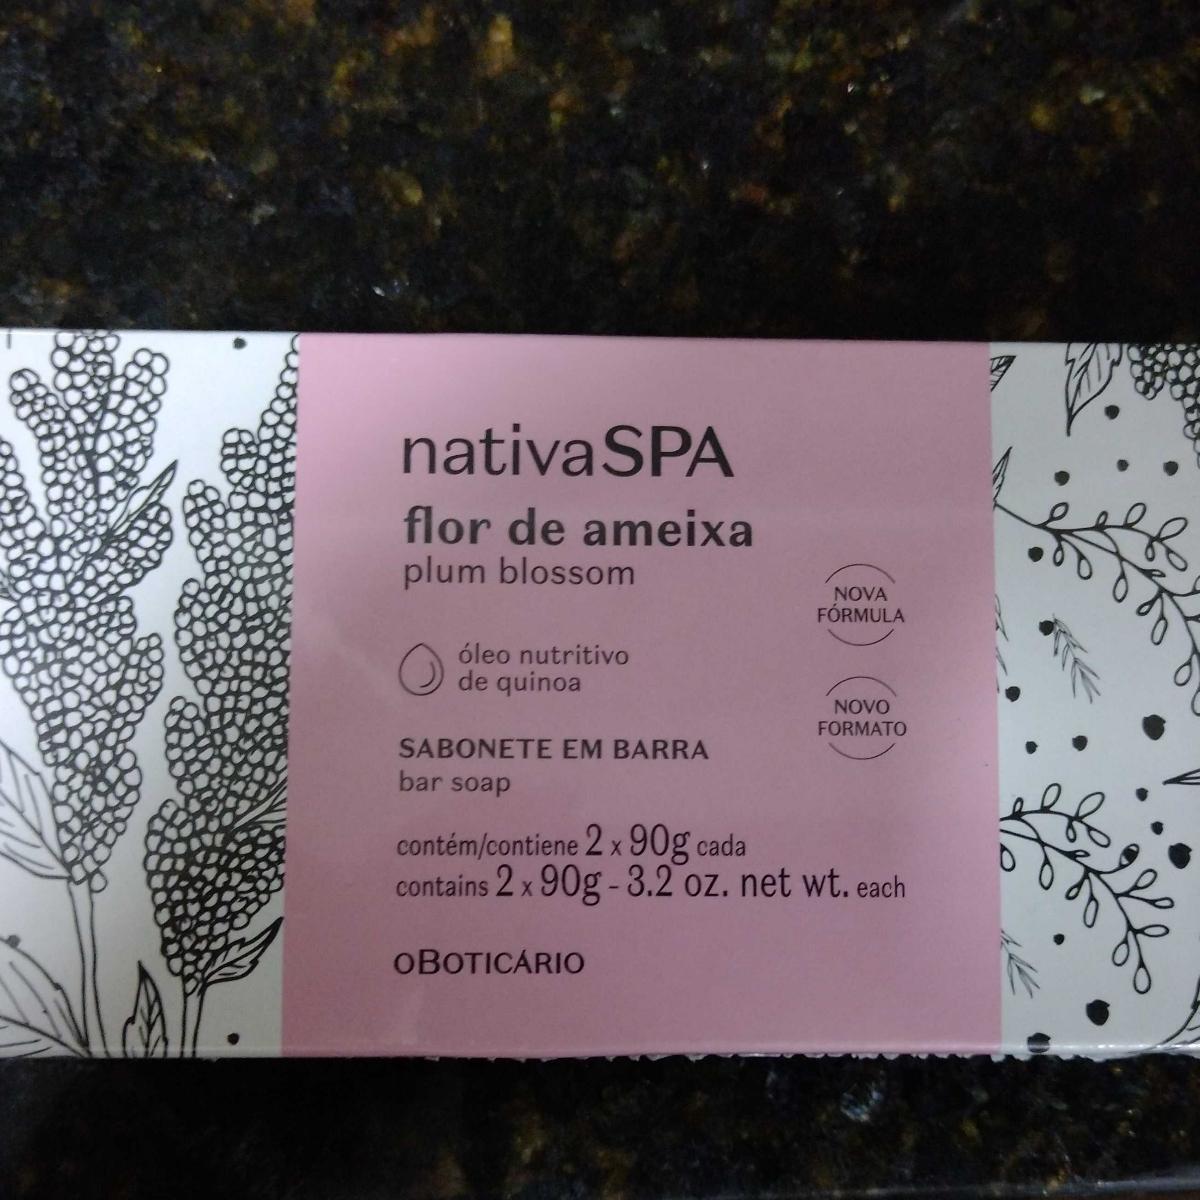 nativaSPA
flor de ameixa
plum blossom
NOVA
FÓRMULA
óleo nutritivo
de quinoa
NOVO
FORMATO
SABONETE EM BARRA
bar soap
contém/contiene 2 x 90g cada
contains 2 x 90g - 3.2 oz. net wt. each
oBOTICÁRIO